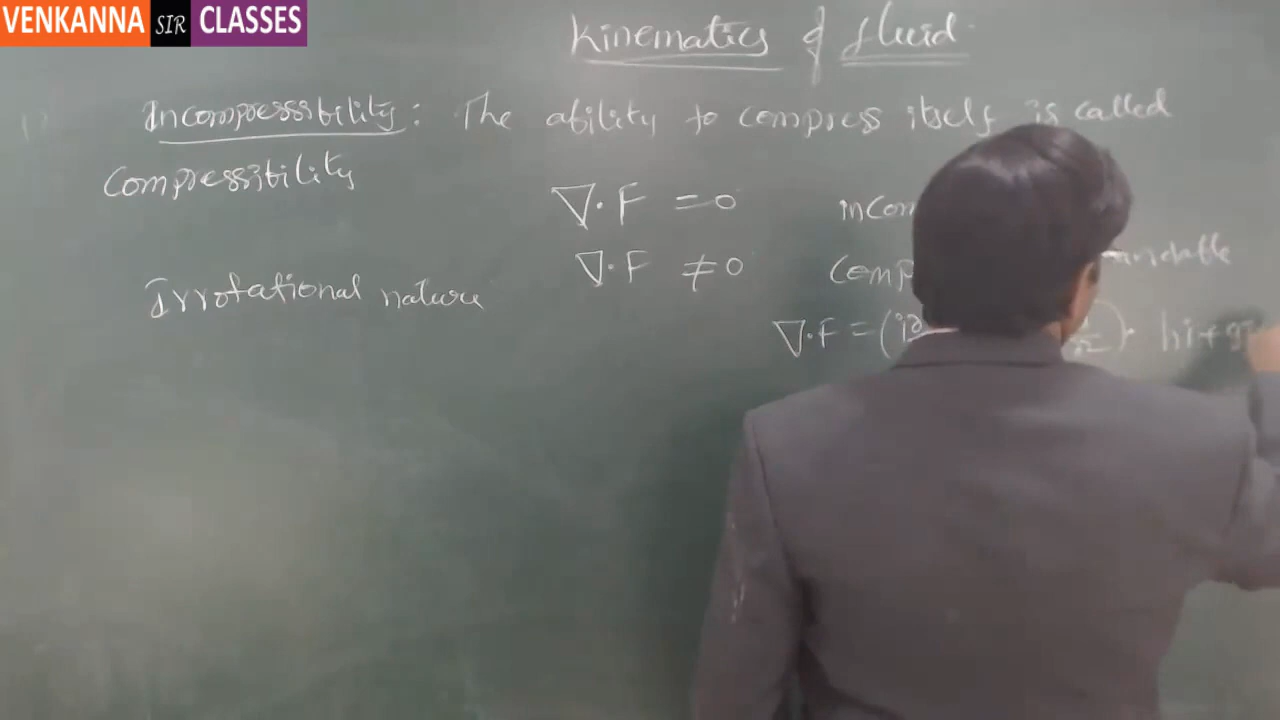 VENKANNA SIR CLASSES
Kinematics of fluid.
Incompressibility: The ability to compress itself is called
Compressibility
∇.F = 0
∇.F ≠ 0
Irrotational nature
∇.F = (i∂